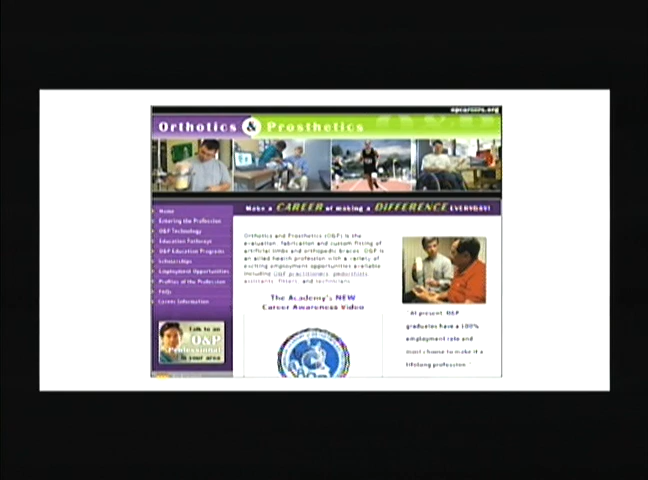 opcareers.org
Orthotics & Prosthetics
Make a CAREER of making a DIFFERENCE EVERYDAY!
Home
Entering the Profession
O&P Technology
Education Pathways
O&P Education Programs
Scholarships
Employment Opportunities
Profiles of the Profession
FAQs
Career Information
Talk to an
O&P
Professional
in your area
Orthotics and Prosthetics (O&P) is the
evaluation, fabrication and custom fitting of
artificial limbs and orthopedic braces. O&P is
an allied health profession with a variety of
exciting employment opportunities available
including O&P practitioners, pedorthists,
assistants, fitters, and technicians.
The Academy's NEW
Career Awareness Video
"At present, O&P
graduates have a 100%
employment rate and
most choose to make it a
lifelong profession."